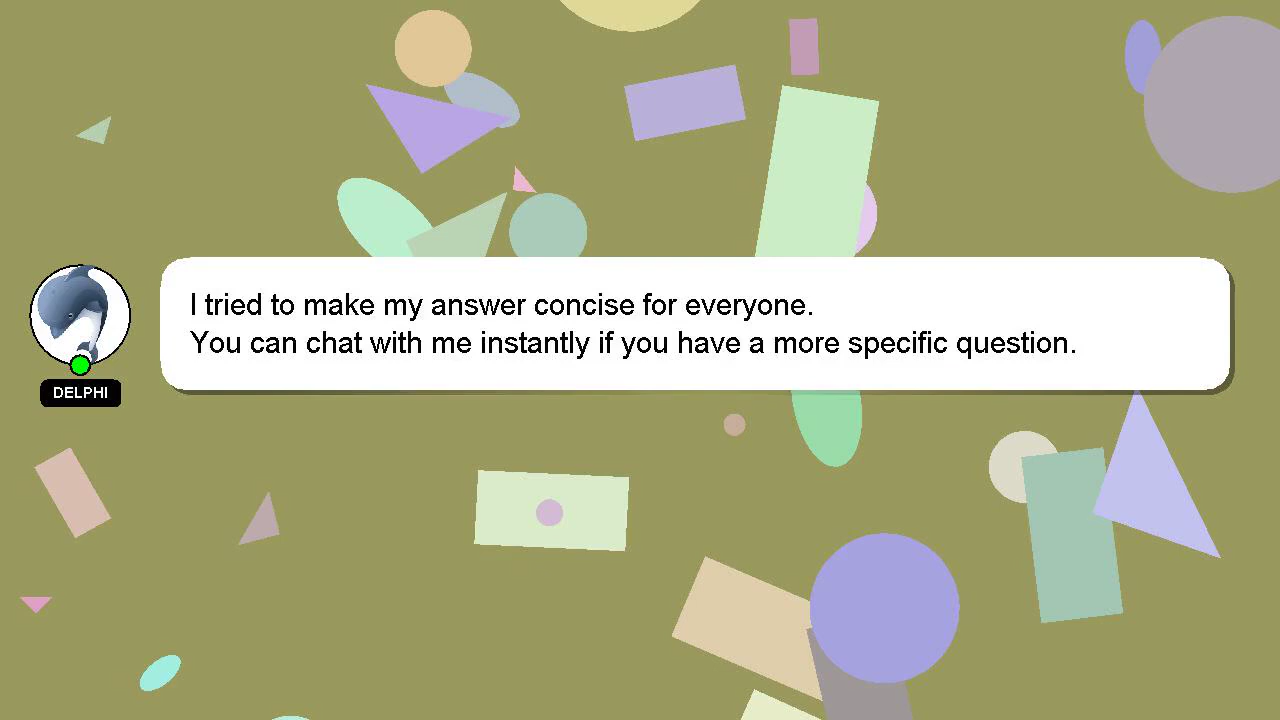 I tried to make my answer concise for everyone.
You can chat with me instantly if you have a more specific question.
DELPHI